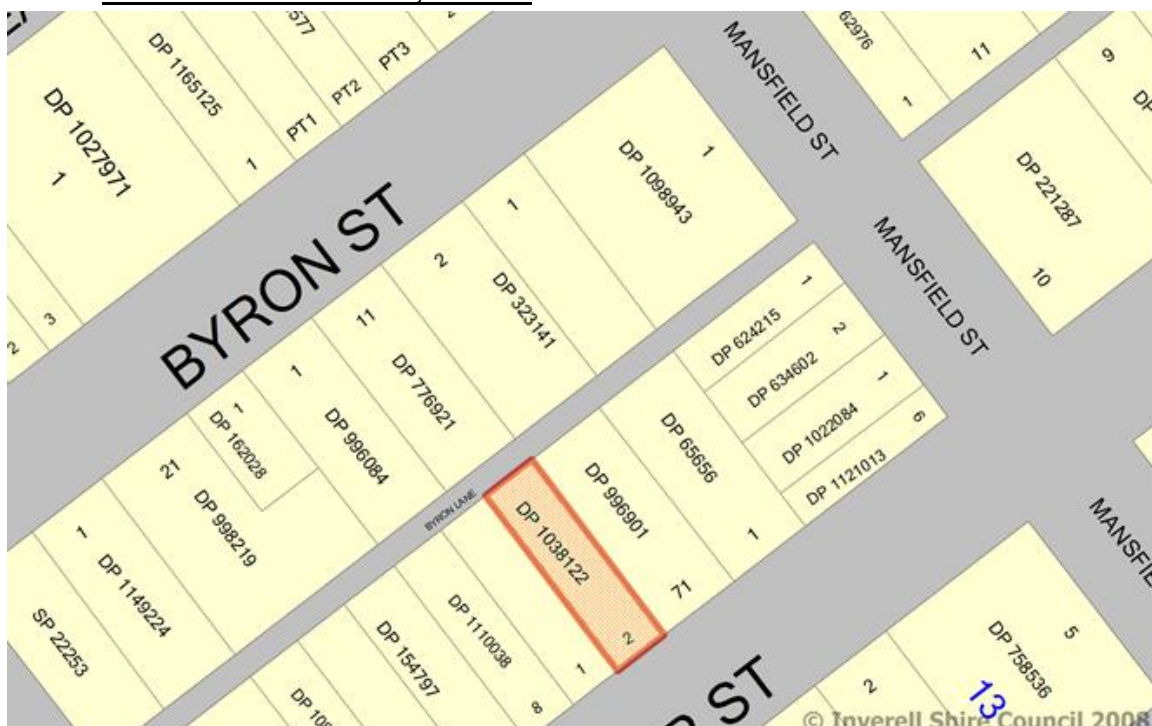 DP 1027971
1
DP 1165125
1
577
PT1
PT2
PT3
2
3
MANSFIELD ST
62976
1
11
9
DP 221287
10
BYRON ST
1
DP 1098943
1
2
DP 323141
11
DP 776921
1
DP 996084
1
DP 162028
21
DP 998219
1
DP 1149224
SP 22253
BYRON LANE
MANSFIELD ST
1
DP 624215
2
DP 634602
1
DP 1022084
6
DP 1121013
DP 65656
1
DP 996901
71
DP 1038122
2
DP 1110038
1
DP 154797
8
DP 10
MANSFIE
R ST
2
5
DP 758536
13
© Inverell Shire Council 2008